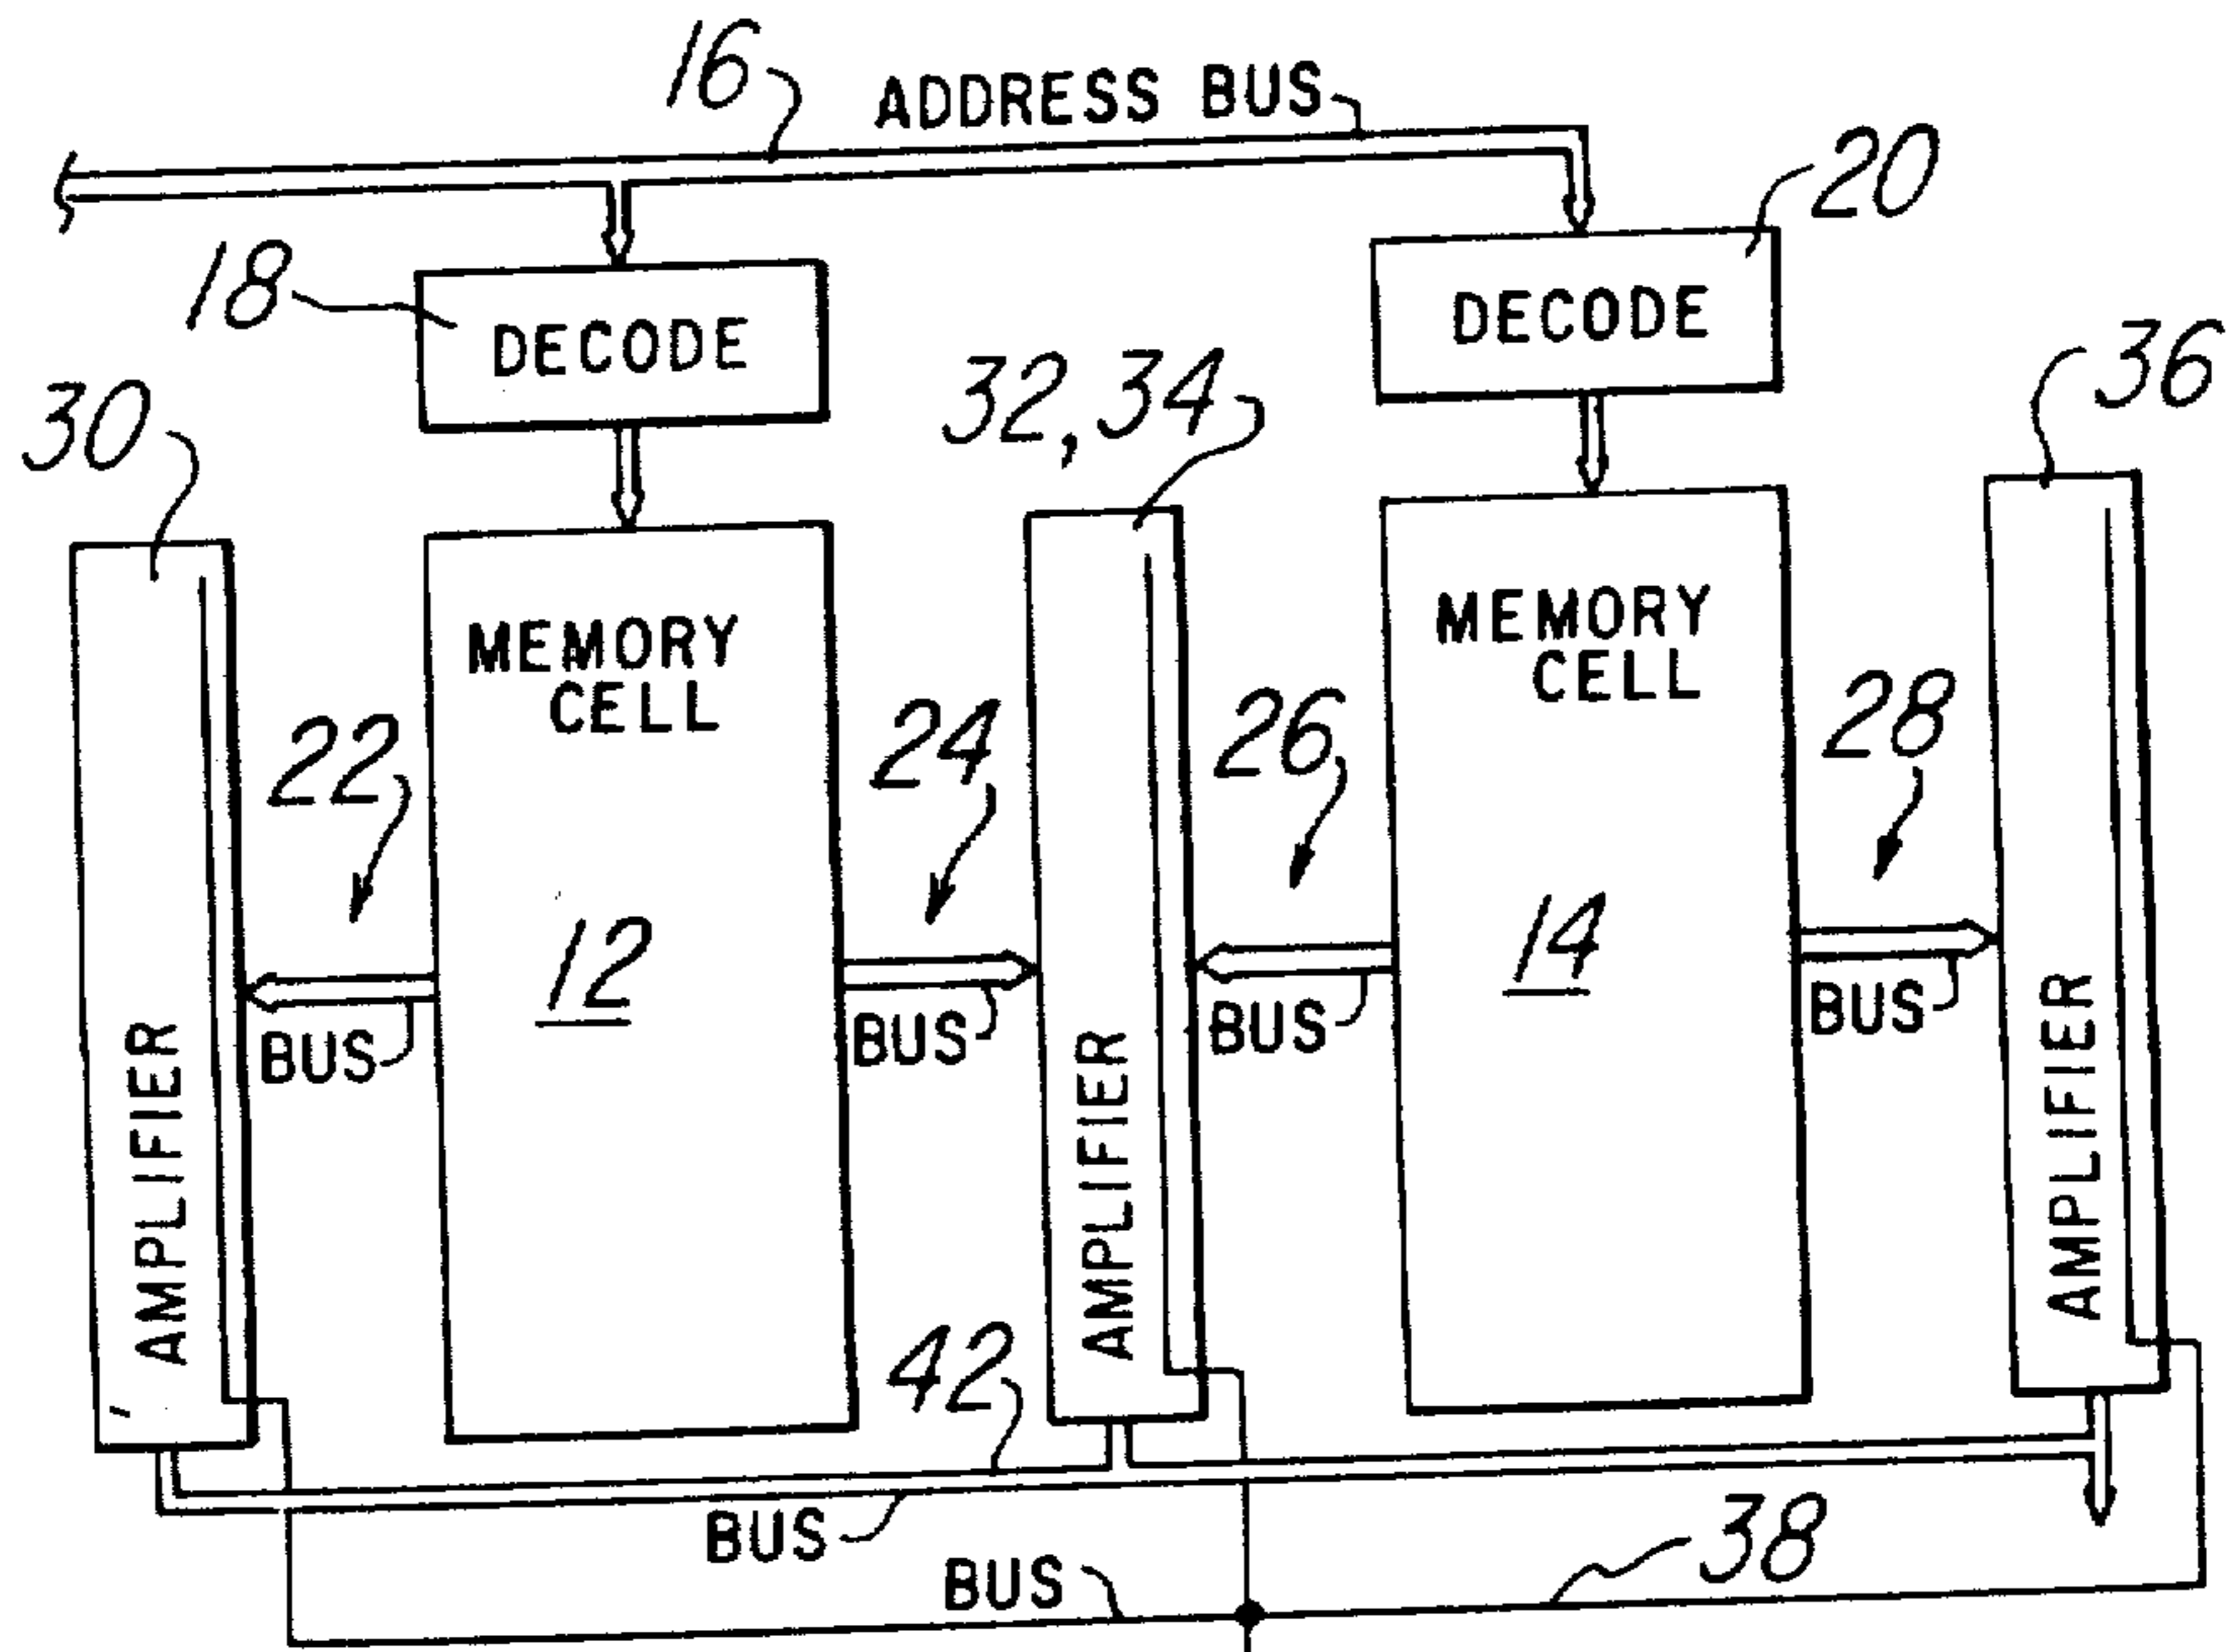 16
ADDRESS BUS
20
18
DECODE
DECODE
30
32, 34
36
MEMORY
CELL
MEMORY
CELL
22
24
26
28
12
14
BUS
BUS
BUS
BUS
AMPLIFIER
AMPLIFIER
AMPLIFIER
42
BUS
38
BUS